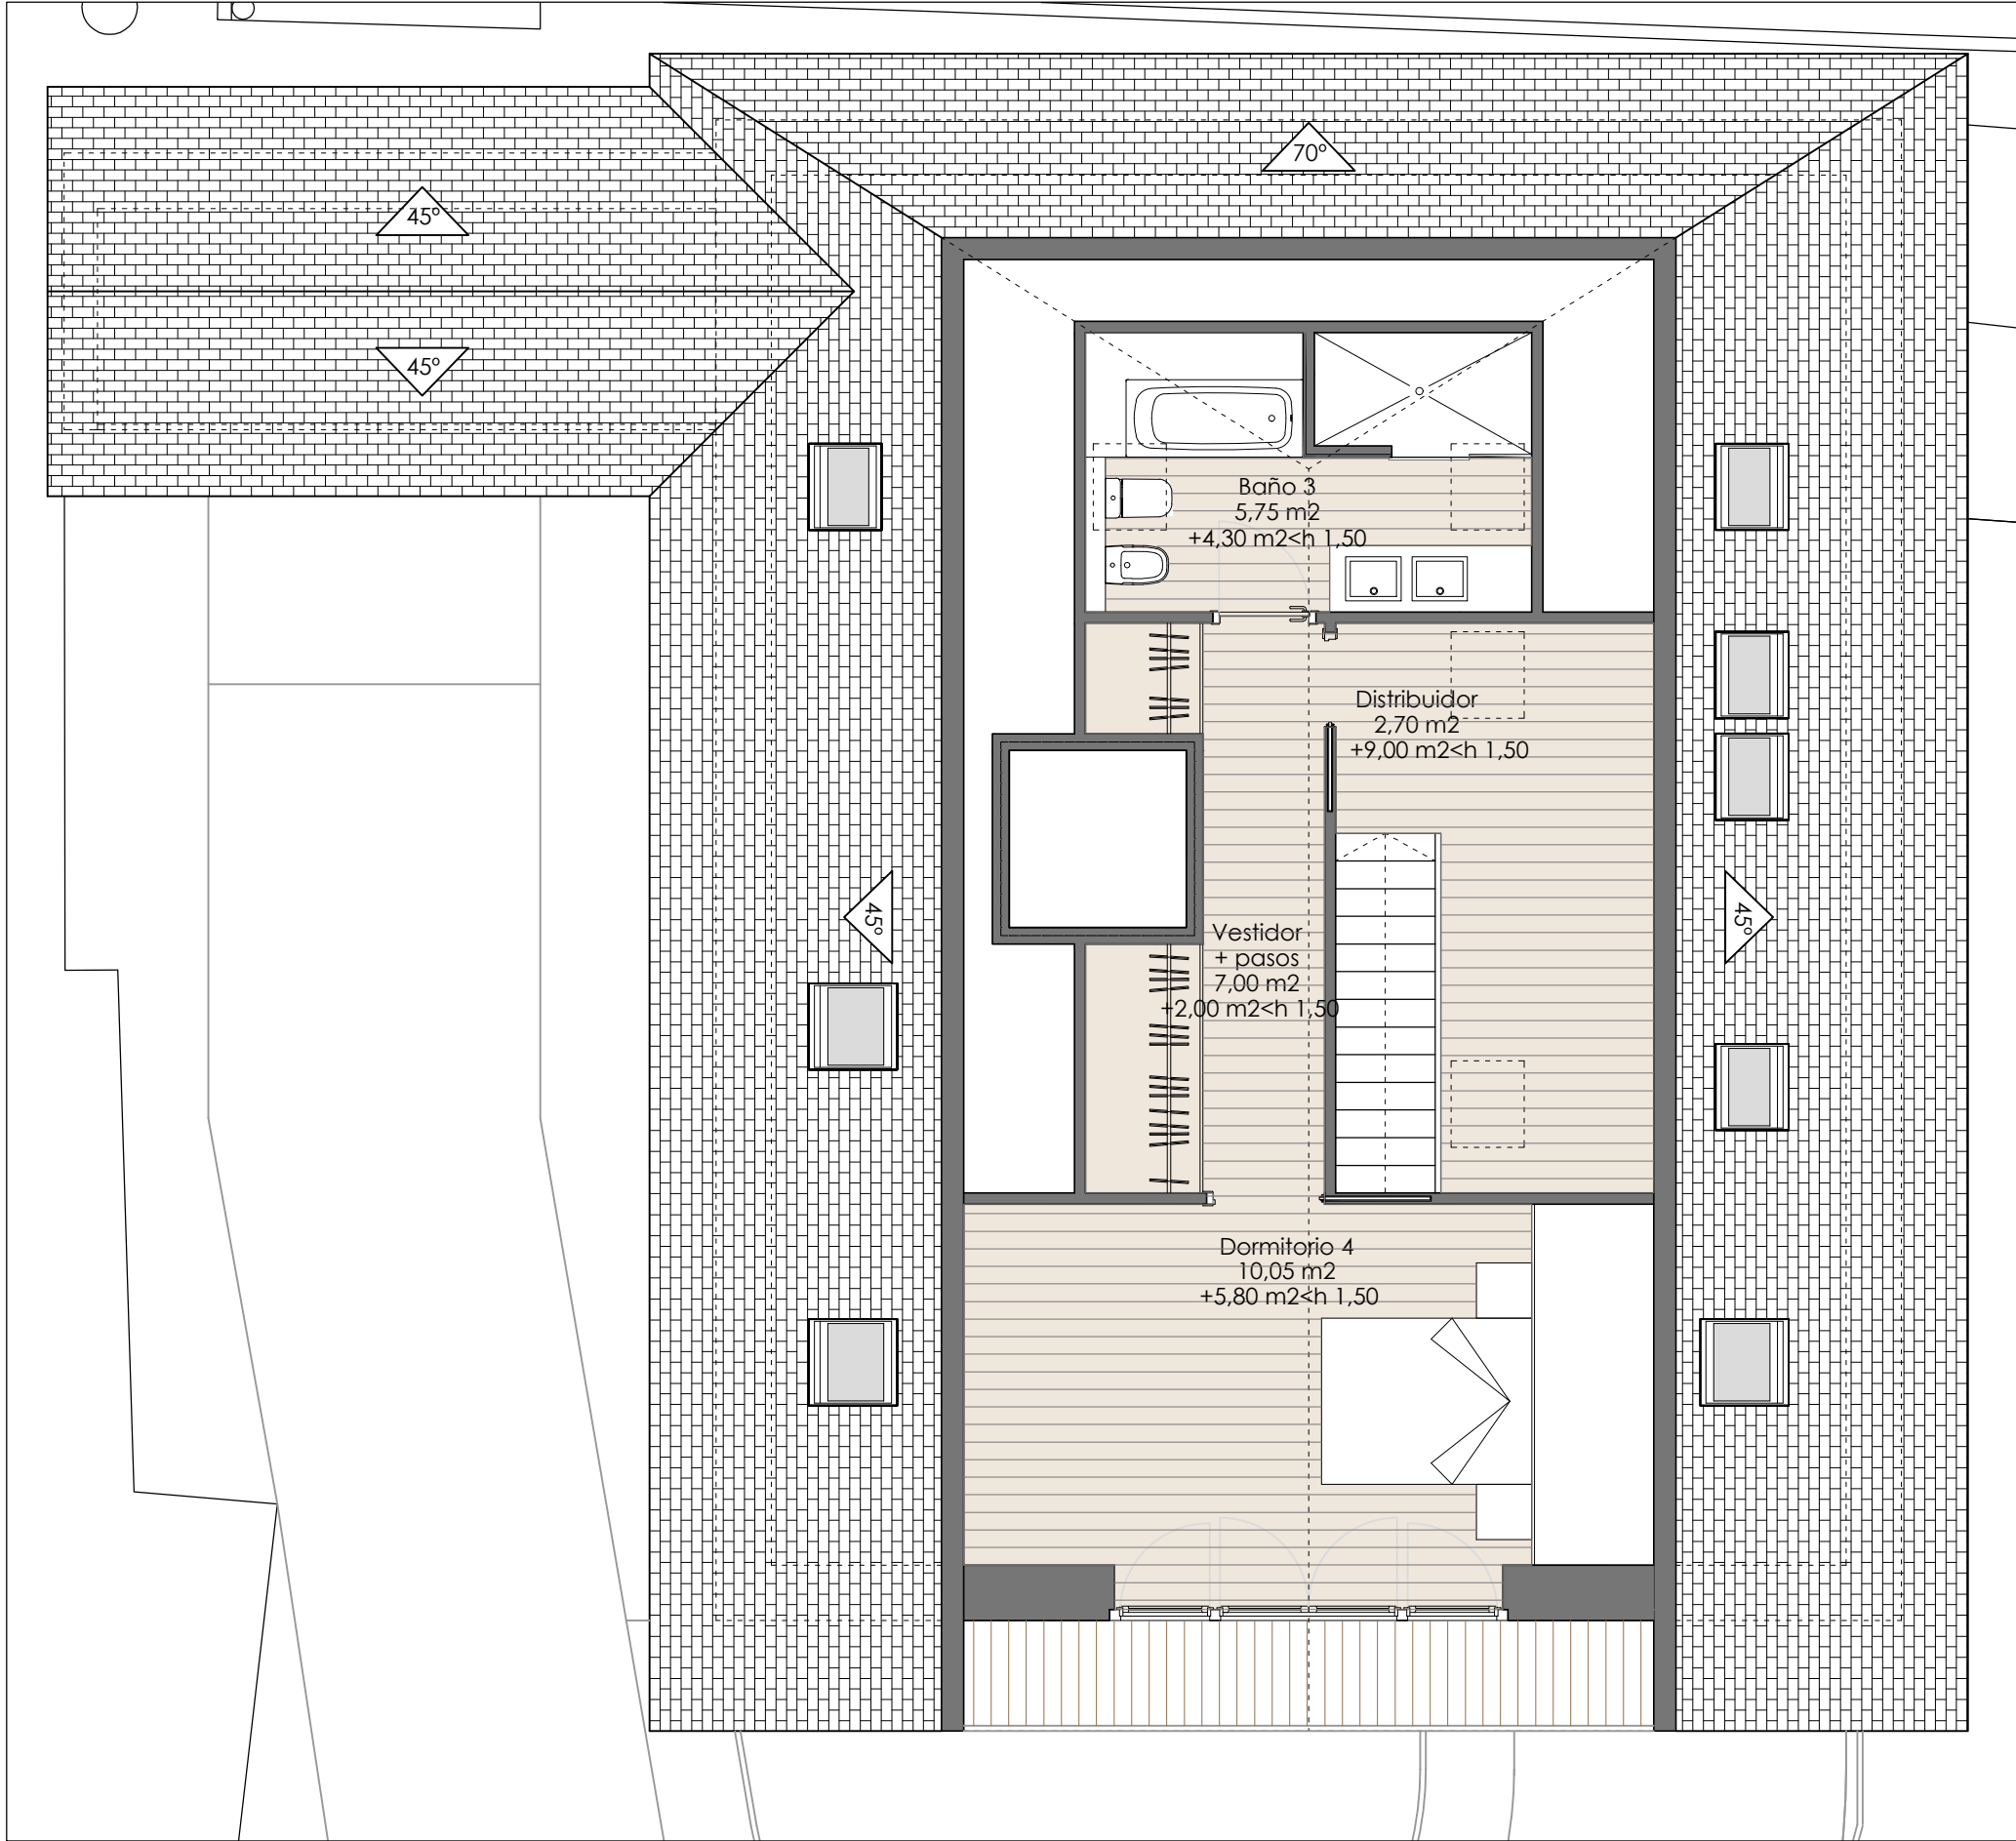 70º
45º
45º
Baño 3
5,75 m2
+4,30 m2<h 1,50
Distribuidor
2,70 m2
+9,00 m2<h 1,50
45º
45º
Vestidor
+ pasos
7,00 m2
+2,00 m2<h 1,50
Dormitorio 4
10,05 m2
+5,80 m2<h 1,50